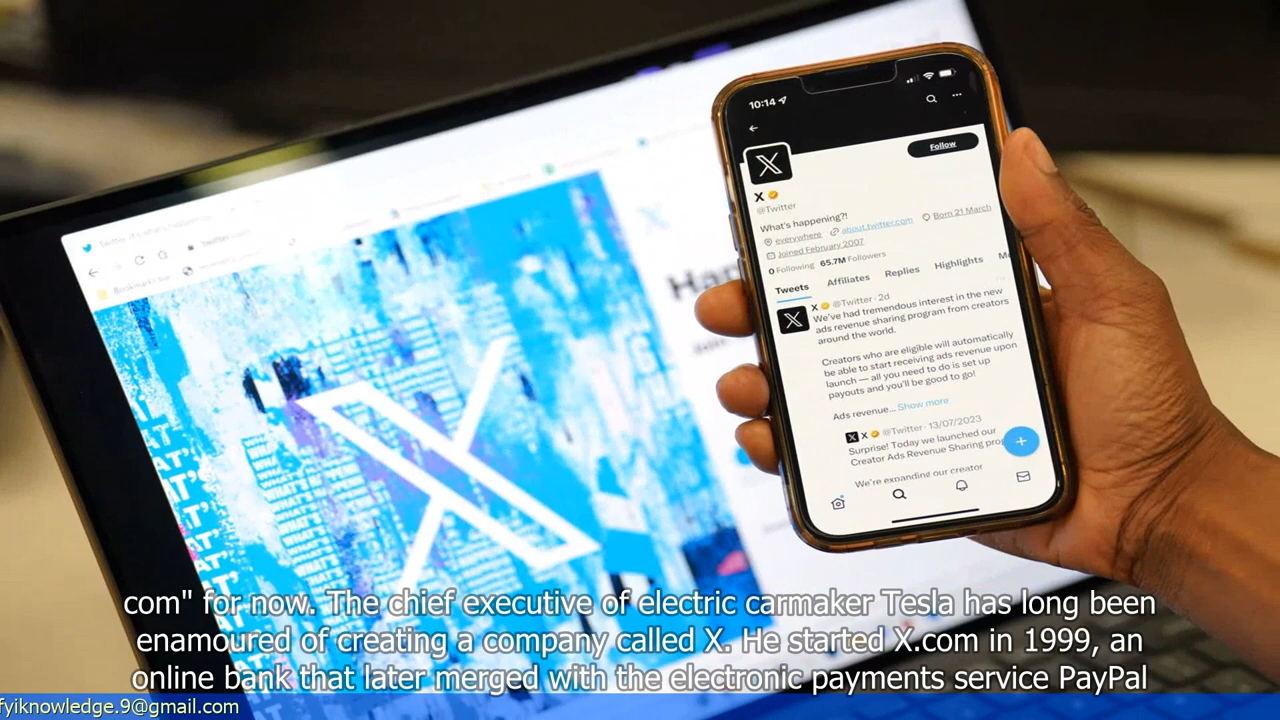 10:14
Follow
X
@Twitter
What's happening?!
everywhere about.twitter.com Born 21 March
Joined February 2007
0 Following 65.7M Followers
Tweets Affiliates Replies Highlights
X @Twitter · 2d
We've had tremendous interest in the new
ads revenue sharing program from creators
around the world.
Creators who are eligible will automatically
be able to start receiving ads revenue upon
launch — all you need to do is set up
payouts and you'll be good to go!
Ads revenue... Show more
X @Twitter · 13/07/2023
Surprise! Today we launched our
Creator Ads Revenue Sharing
We're expanding our creator
twitter.com
Bookmarks
WHAT'S
com" for now. The chief executive of electric carmaker Tesla has long been
enamoured of creating a company called X. He started X.com in 1999, an
online bank that later merged with the electronic payments service PayPal
fyiknowledge.9@gmail.com